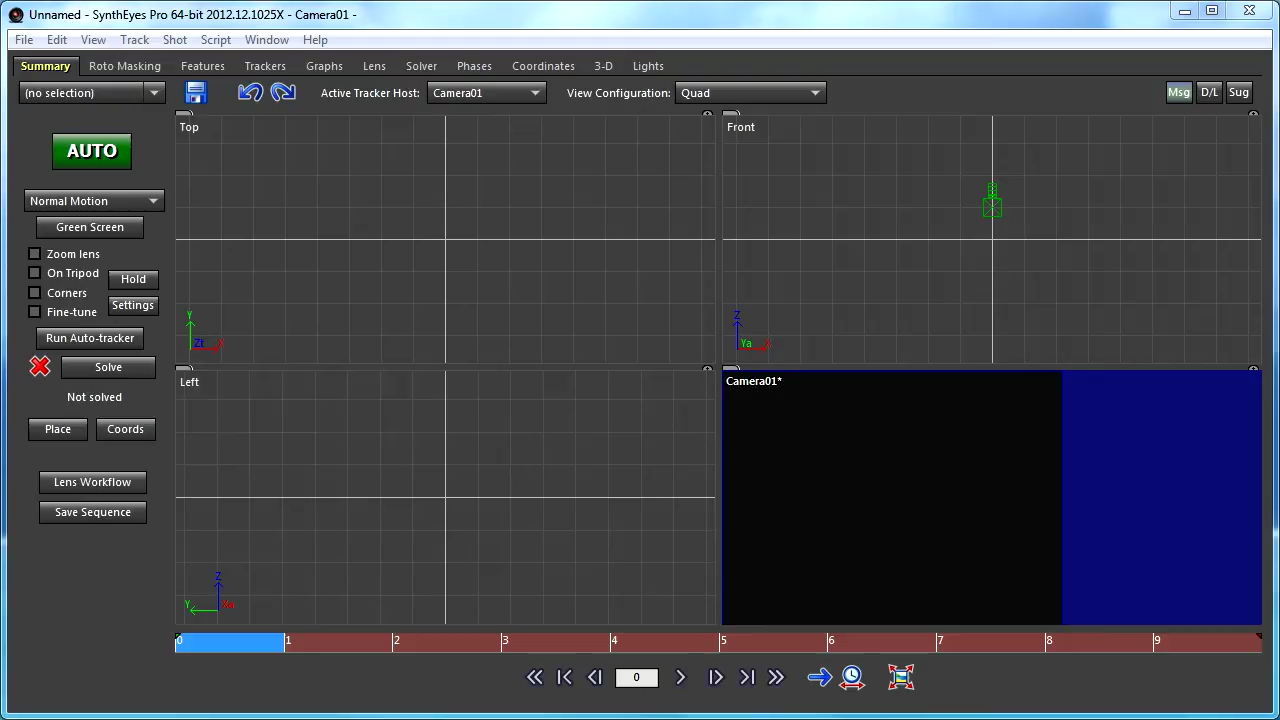 Unnamed - SynthEyes Pro 64-bit 2012.12.1025X - Camera01 -
File Edit View Track Shot Script Window Help
Summary Roto Masking Features Trackers Graphs Lens Solver Phases Coordinates 3-D Lights
(no selection) Active Tracker Host: Camera01 View Configuration: Quad Msg D/L Sug
Top Front
AUTO
Normal Motion
Green Screen
Zoom lens
On Tripod Hold
Corners
Settings
Fine-tune
Y Z
Run Auto-tracker
Zt X Ya X
Solve
Left Camera01*
Not solved
Place Coords
Lens Workflow
Save Sequence
Z
Y Xa
0 1 2 3 4 5 6 7 8 9
0